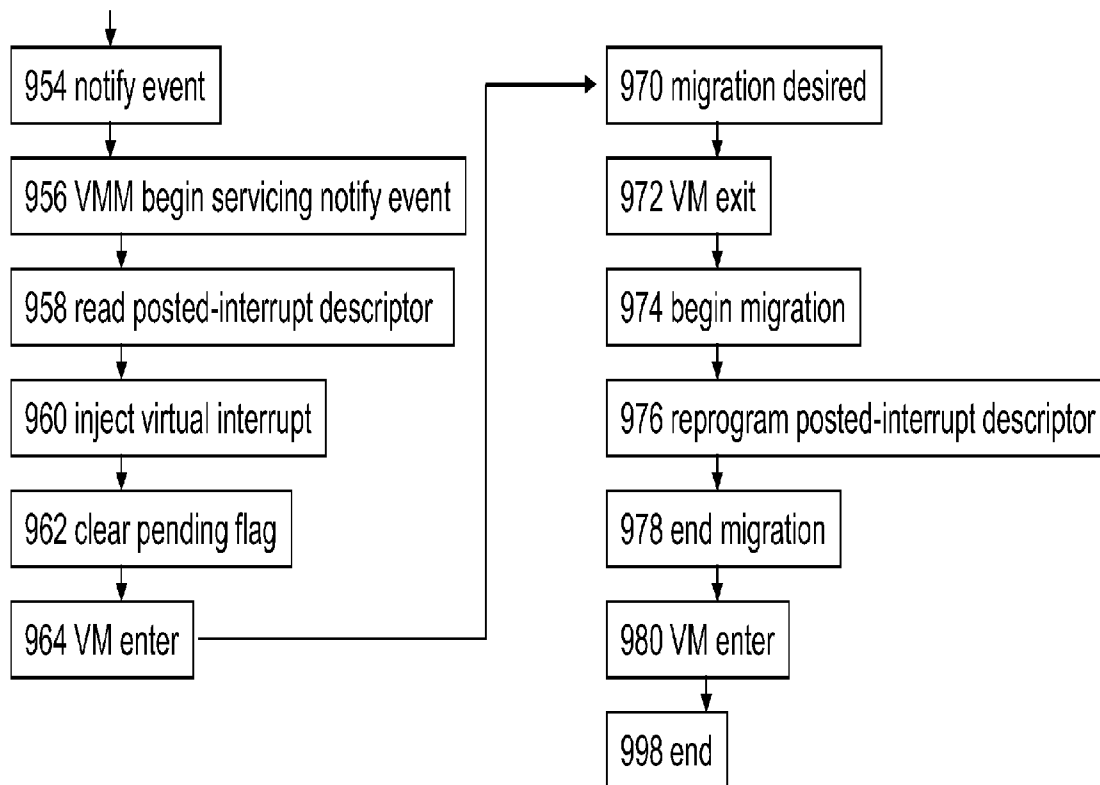 954 notify event
956 VMM begin servicing notify event
958 read posted-interrupt descriptor
960 inject virtual interrupt
962 clear pending flag
964 VM enter
970 migration desired
972 VM exit
974 begin migration
976 reprogram posted-interrupt descriptor
978 end migration
980 VM enter
998 end